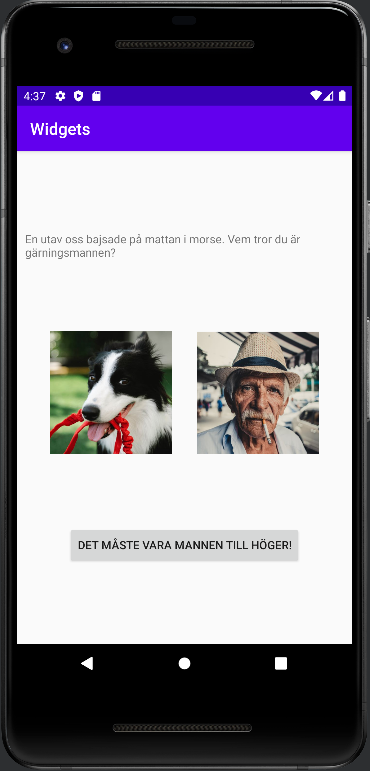 4:37
Widgets
En utav oss bajsade på mattan i morse. Vem tror du är
gärningsmannen?
DET MÅSTE VARA MANNEN TILL HÖGER!